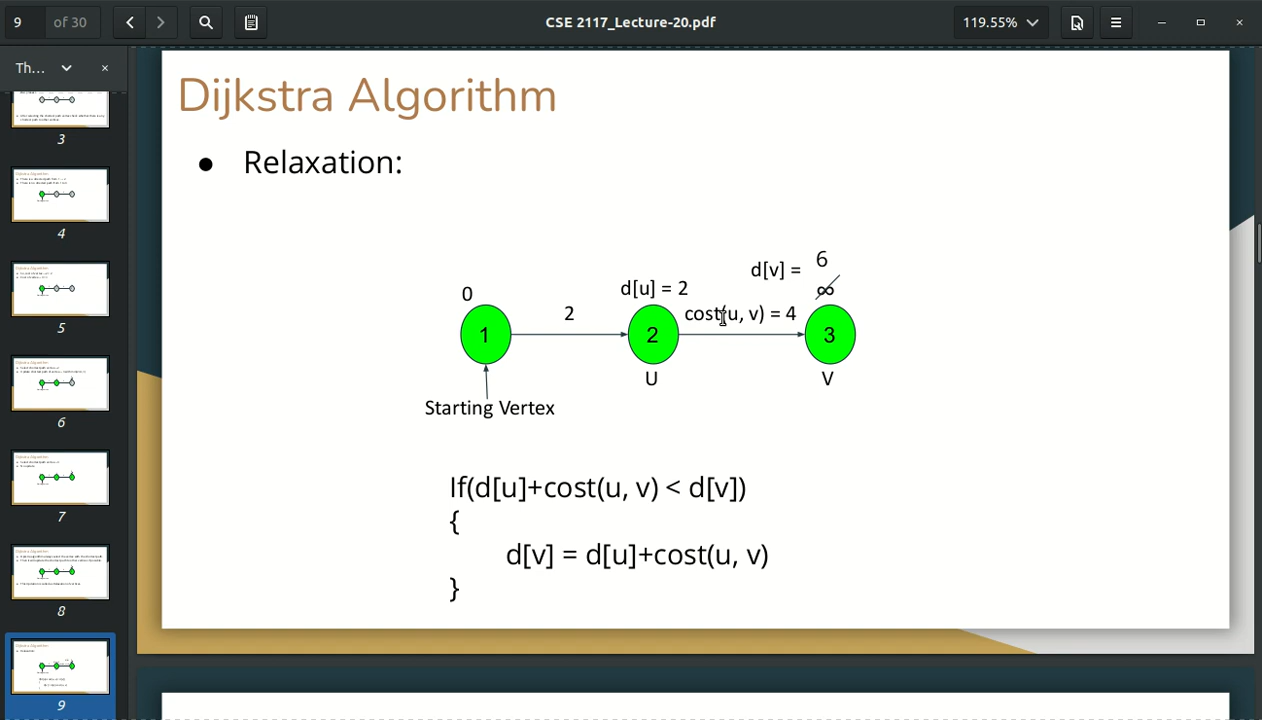 9 of 30
CSE 2117_Lecture-20.pdf
119.55%
Th...
3
4
5
6
7
8
9
Dijkstra Algorithm
● Relaxation:
6
d[v] =
∞
d[u] = 2
0
2
cost(u, v) = 4
1
2
3
U
V
Starting Vertex
If(d[u]+cost(u, v) < d[v])
{
d[v] = d[u]+cost(u, v)
}